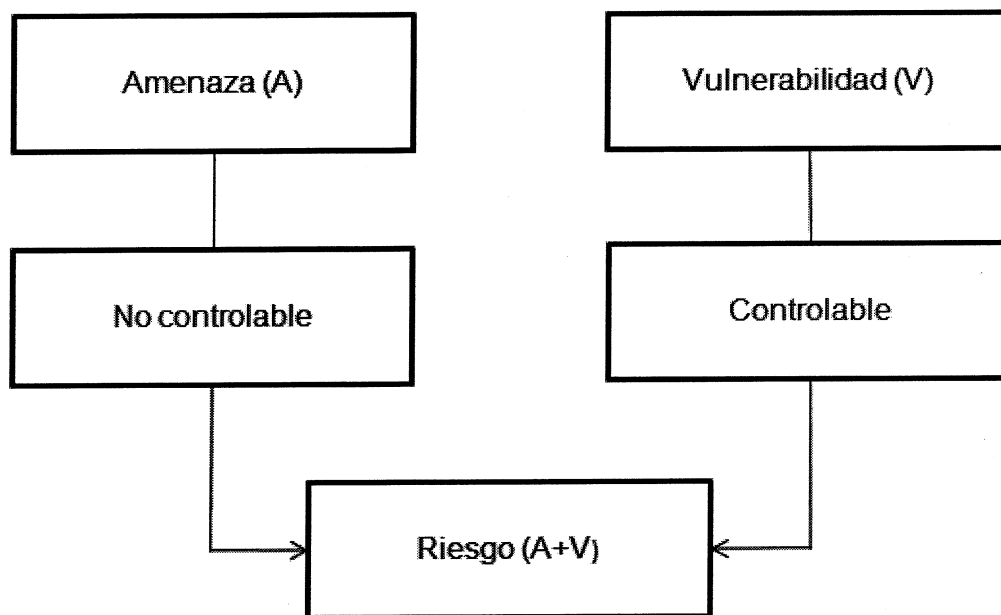 Amenaza (A)
Vulnerabilidad (V)
No controlable
Controlable
Riesgo (A+V)